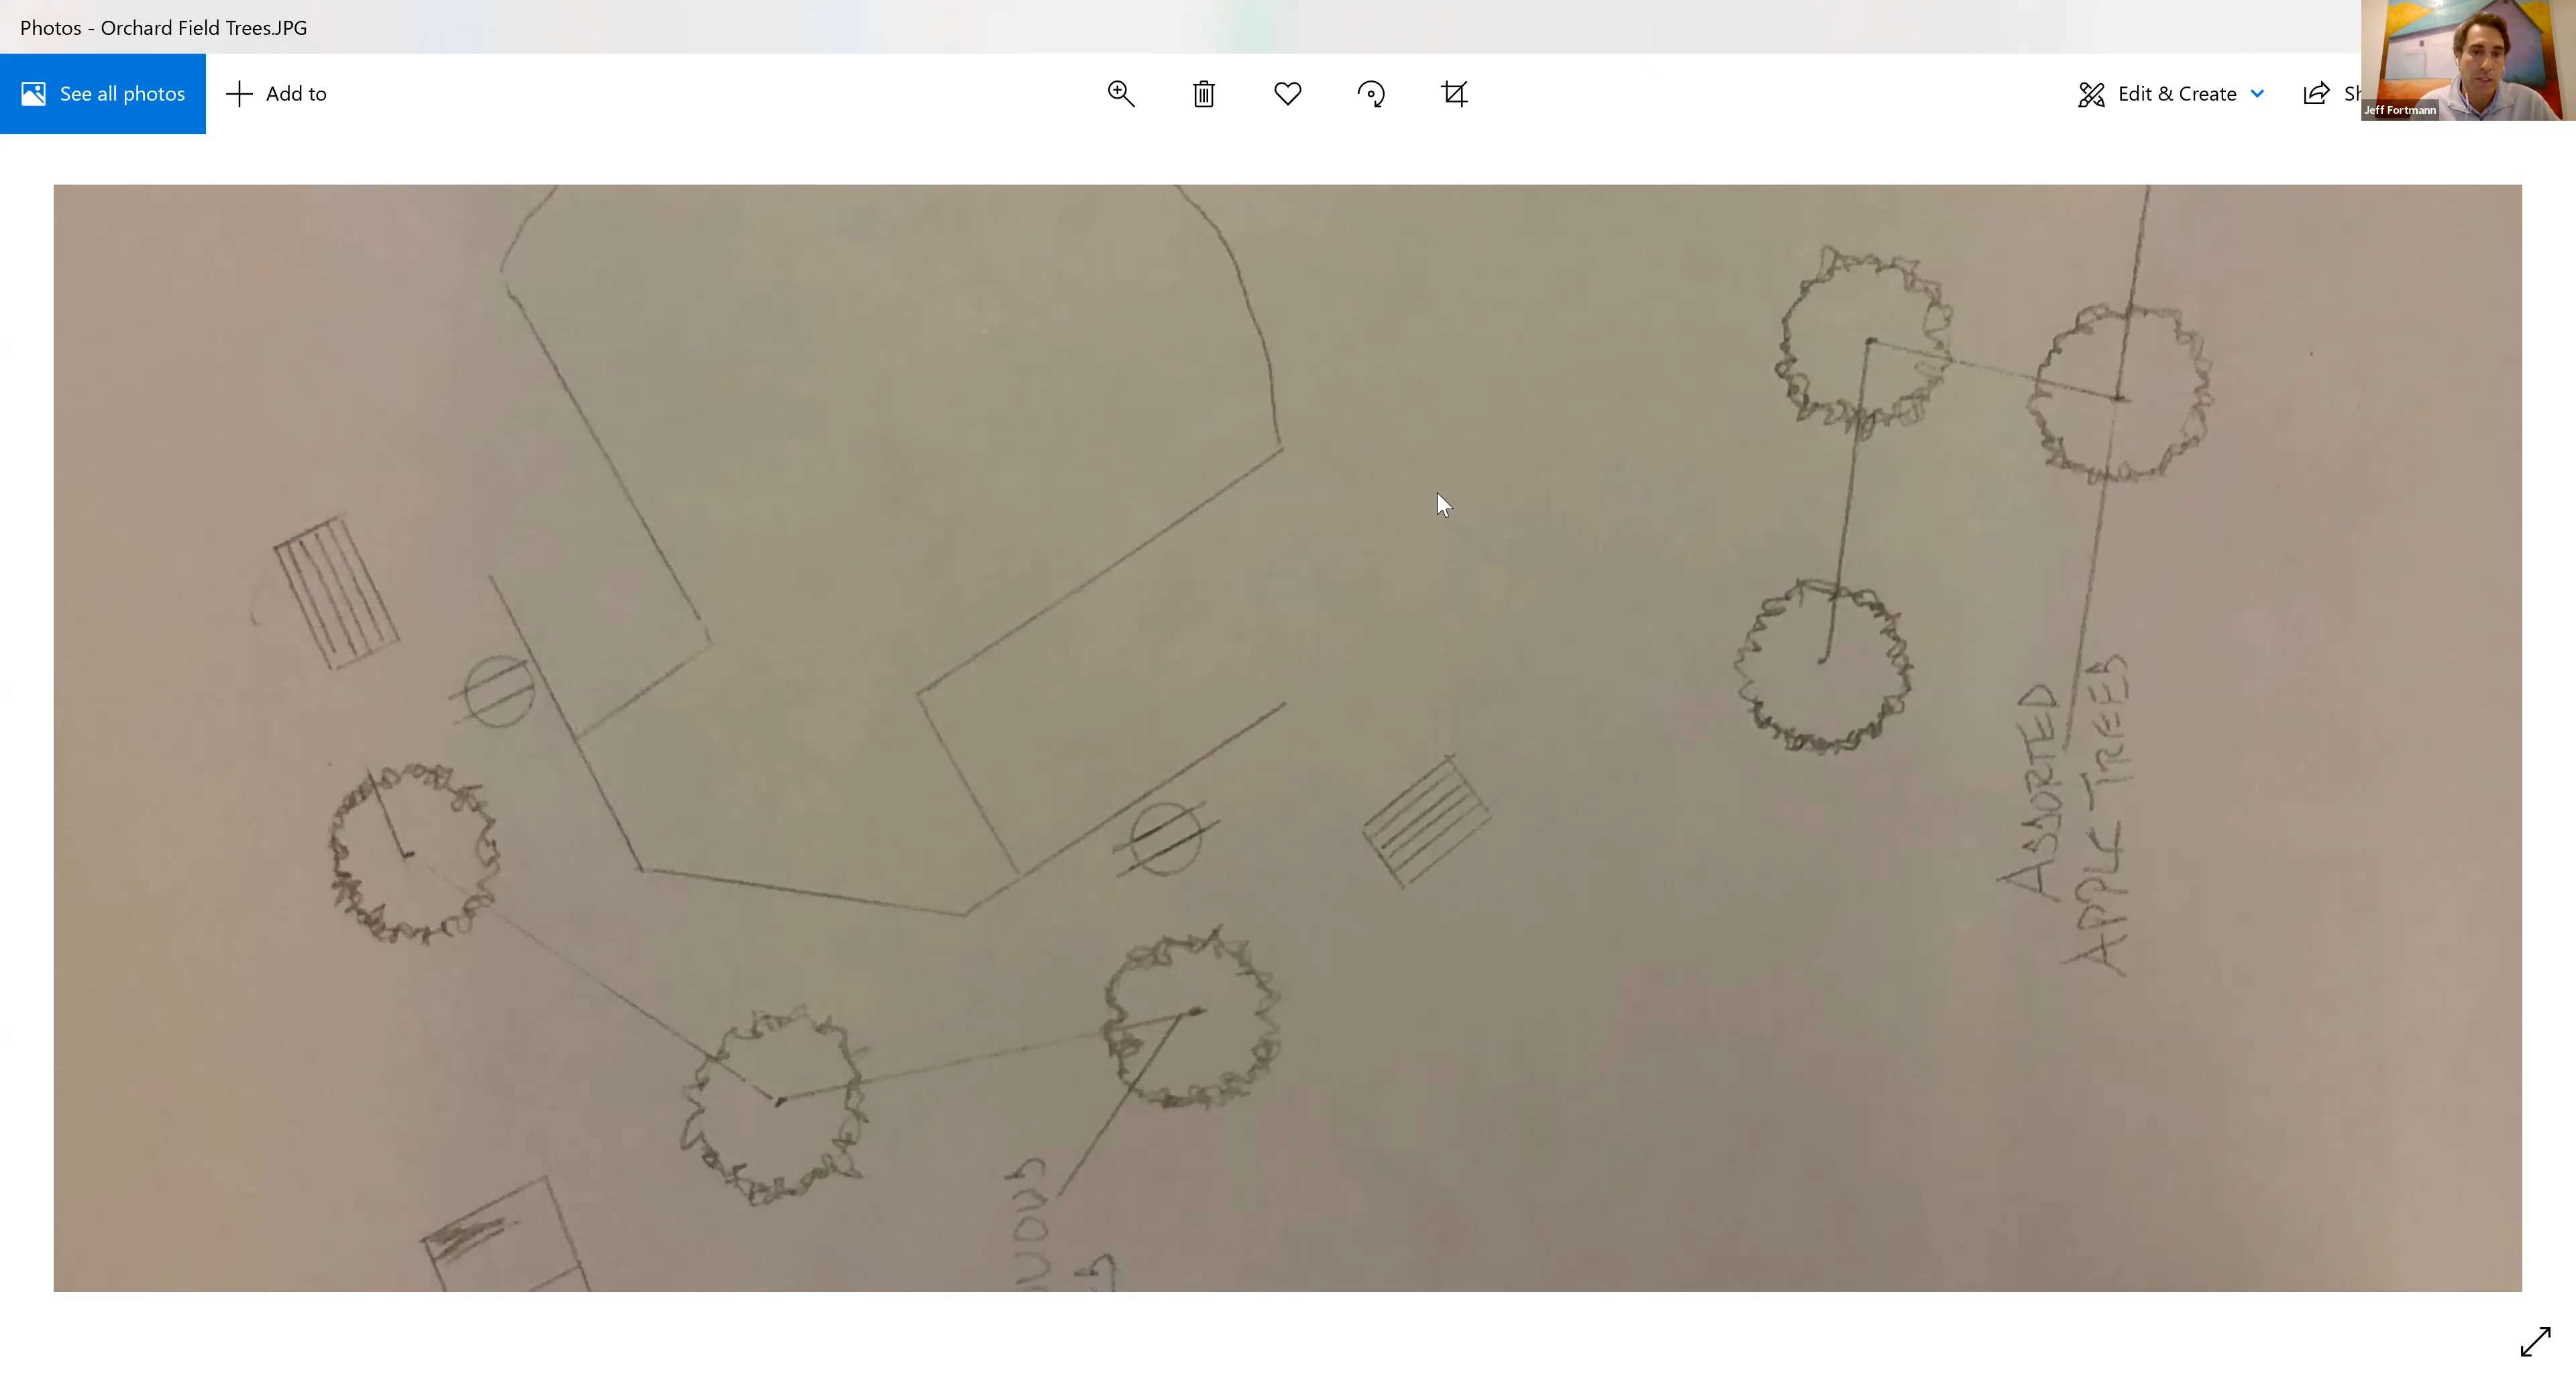 Photos - Orchard Field Trees.JPG
See all photos
Add to
Edit & Create
Jeff Fortmann
ASSORTED
APPLE TREES